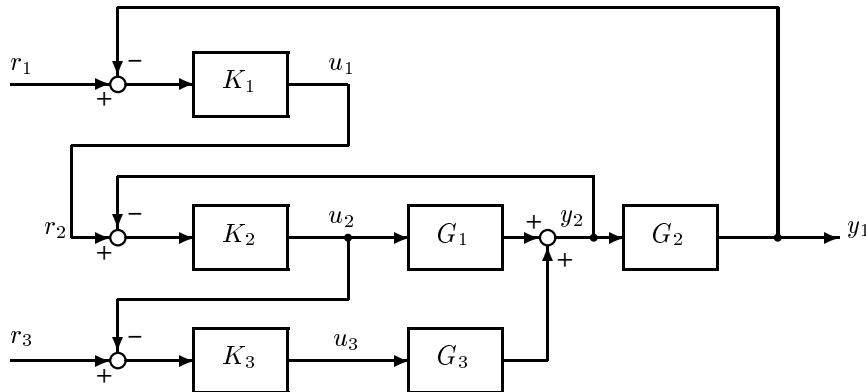 r₁ − K₁ u₁
+
r₂ − K₂ u₂ G₁ + y₂ G₂ y₁
+ +
r₃ − K₃ u₃ G₃
+